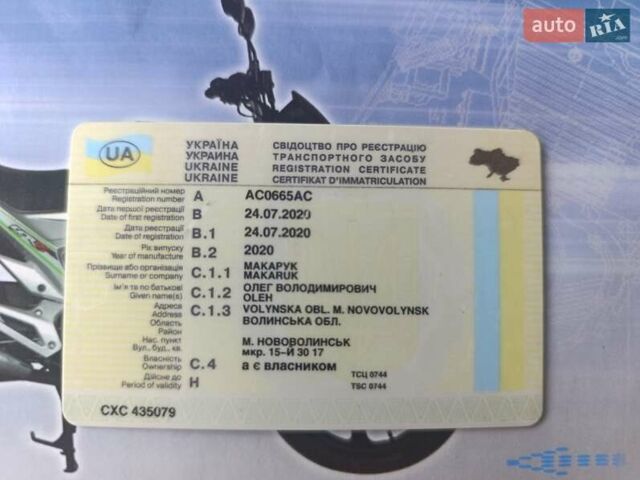 auto RIA .com
UA
УКРАЇНА СВІДОЦТВО ПРО РЕЄСТРАЦІЮ
УКРАИНА ТРАНСПОРТНОГО ЗАСОБУ
UKRAINE REGISTRATION CERTIFICATE
UKRAINE CERTIFIKAT D'IMMATRICULATION
Реєстраційний номер
Registration number A AC0665AC
Дата першої реєстрації
Date of first registration B 24.07.2020
Дата реєстрації
Date of registration B.1 24.07.2020
Рік випуску
Year of manufacture B.2 2020
Прізвище або організація МАКАРУК
Surname or company C.1.1 MAKARUK
Ім'я та по батькові ОЛЕГ ВОЛОДИМИРОВИЧ
Given name(s) C.1.2 OLEH
Адреса
Address C.1.3 VOLYNSKA OBL. M. NOVOVOLYNSK
Область ВОЛИНСЬКА ОБЛ.
Район
Нас. пункт М. НОВОВОЛИНСЬК
Вул., буд., кв. мкр. 15-Й 30 17
Власність
Ownership C.4 а є власником
Дійсне до ТСЦ 0744
Period of validity H TSC 0744
СХС 435079